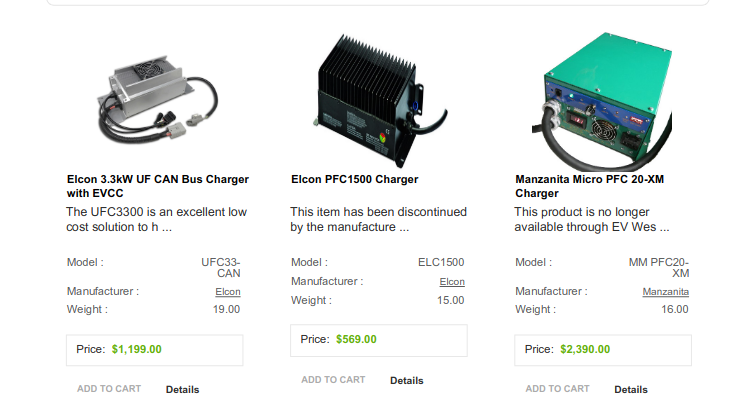 Elcon 3.3kW UF CAN Bus Charger
with EVCC
The UFC3300 is an excellent low
cost solution to h ...
Model :
UFC33-
CAN
Manufacturer :
Elcon
Weight :
19.00
Price: $1,199.00
ADD TO CART
Details
Elcon PFC1500 Charger
This item has been discontinued
by the manufacture ...
Model :
ELC1500
Manufacturer :
Elcon
Weight :
15.00
Price: $569.00
ADD TO CART
Details
Manzanita Micro PFC 20-XM
Charger
This product is no longer
available through EV Wes ...
Model :
MM PFC20-
XM
Manufacturer :
Manzanita
Weight :
16.00
Price: $2,390.00
ADD TO CART
Details